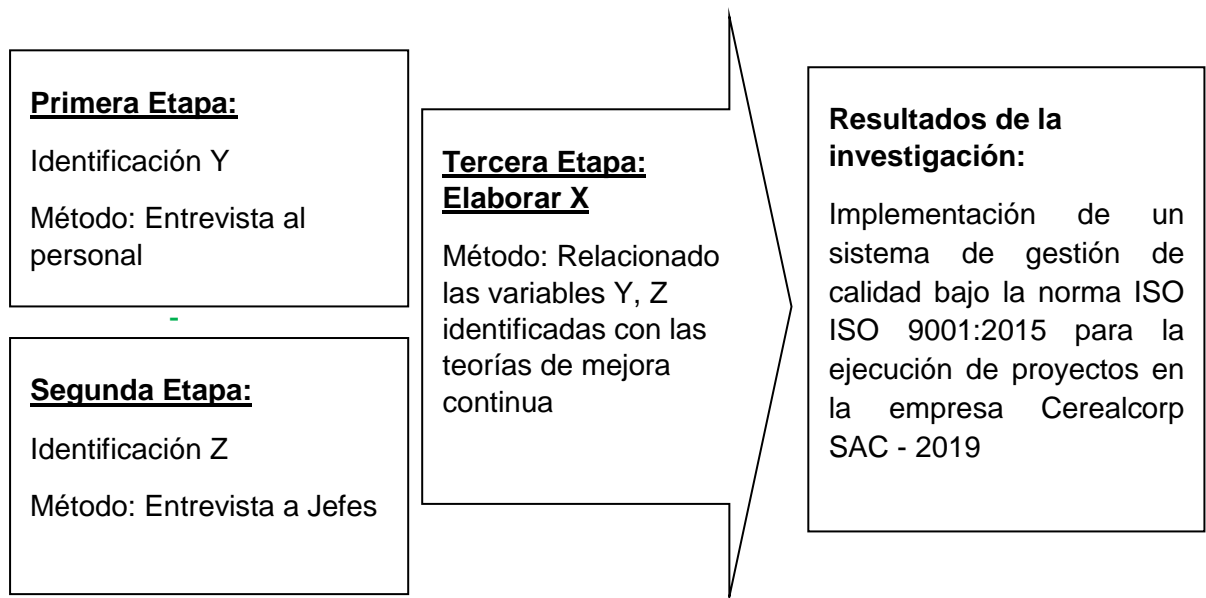 Primera Etapa:
Identificación Y
Método: Entrevista al
personal
-
Segunda Etapa:
Identificación Z
Método: Entrevista a Jefes
Tercera Etapa:
Elaborar X
Método: Relacionado
las variables Y, Z
identificadas con las
teorías de mejora
continua
Resultados de la
investigación:
Implementación de un
sistema de gestión de
calidad bajo la norma ISO
ISO 9001:2015 para la
ejecución de proyectos en
la empresa Cerealcorp
SAC - 2019